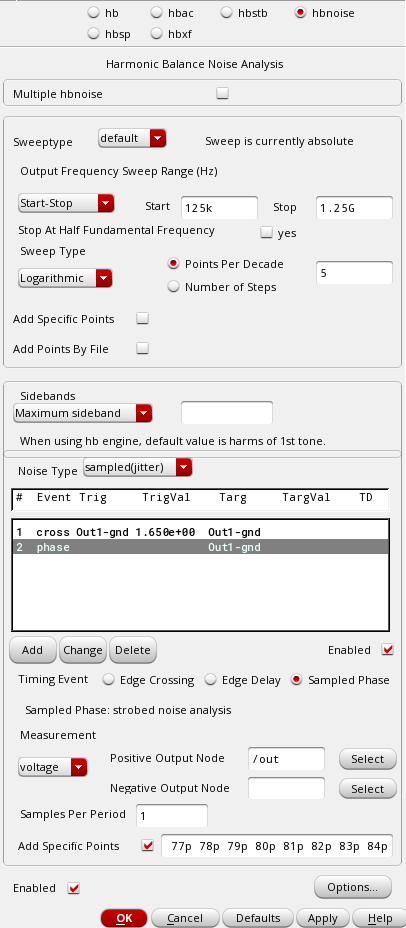 hb hbac hbstb hbnoise
hbsp hbxf
Harmonic Balance Noise Analysis
Multiple hbnoise
Sweeptype default Sweep is currently absolute
Output Frequency Sweep Range (Hz)
Start-Stop Start 125k Stop 1.25G
Stop At Half Fundamental Frequency yes
Sweep Type
Logarithmic Points Per Decade 5
Number of Steps
Add Specific Points
Add Points By File
Sidebands
Maximum sideband
When using hb engine, default value is harms of 1st tone.
Noise Type sampled(jitter)
# Event Trig TrigVal Targ TargVal TD
1 cross Out1-gnd 1.650e+00 Out1-gnd
2 phase Out1-gnd
Add Change Delete Enabled
Timing Event Edge Crossing Edge Delay Sampled Phase
Sampled Phase: strobed noise analysis
Measurement
voltage Positive Output Node /out Select
Negative Output Node Select
Samples Per Period 1
Add Specific Points 77p 78p 79p 80p 81p 82p 83p 84p
Enabled Options...
OK Cancel Defaults Apply Help